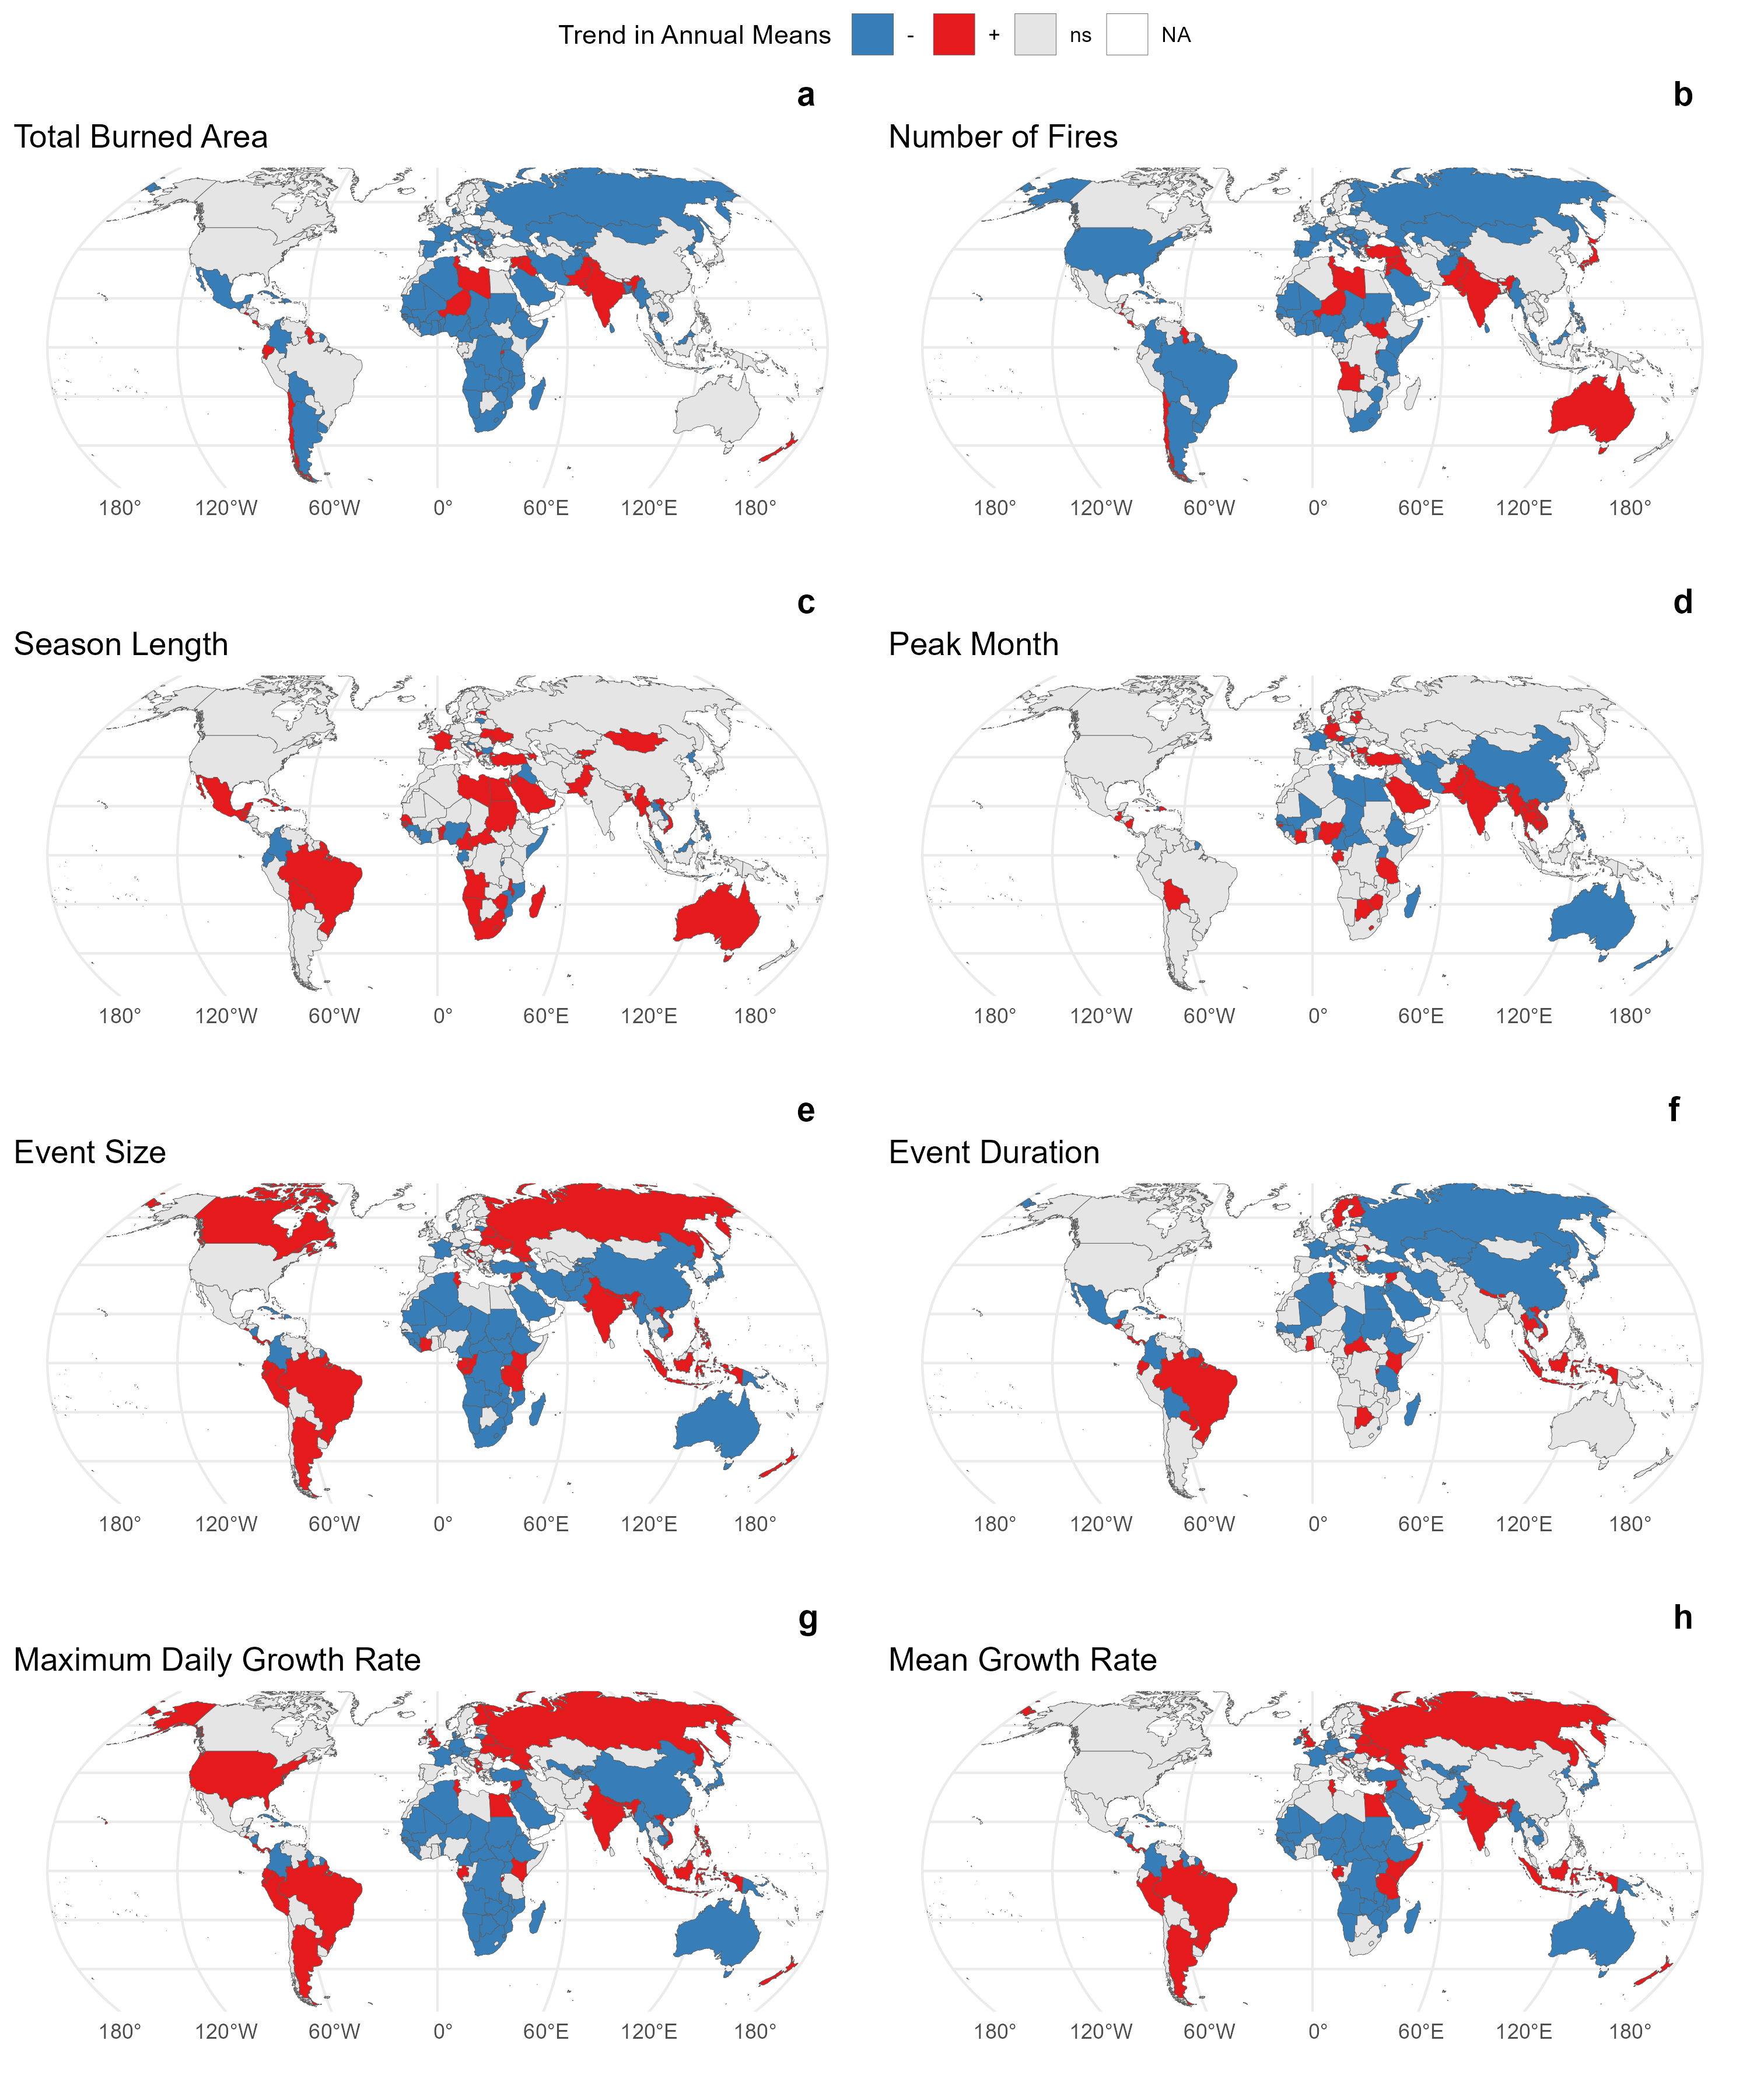 Trend in Annual Means - + ns NA
a b
Total Burned Area Number of Fires
180° 120°W 60°W 0° 60°E 120°E 180° 180° 120°W 60°W 0° 60°E 120°E 180°
c d
Season Length Peak Month
180° 120°W 60°W 0° 60°E 120°E 180° 180° 120°W 60°W 0° 60°E 120°E 180°
e f
Event Size Event Duration
180° 120°W 60°W 0° 60°E 120°E 180° 180° 120°W 60°W 0° 60°E 120°E 180°
g h
Maximum Daily Growth Rate Mean Growth Rate
180° 120°W 60°W 0° 60°E 120°E 180° 180° 120°W 60°W 0° 60°E 120°E 180°